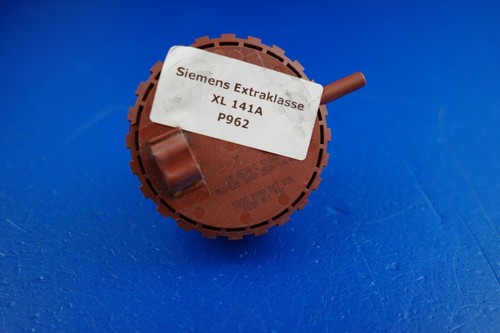 Siemens Extraklasse
XL 141A
P962